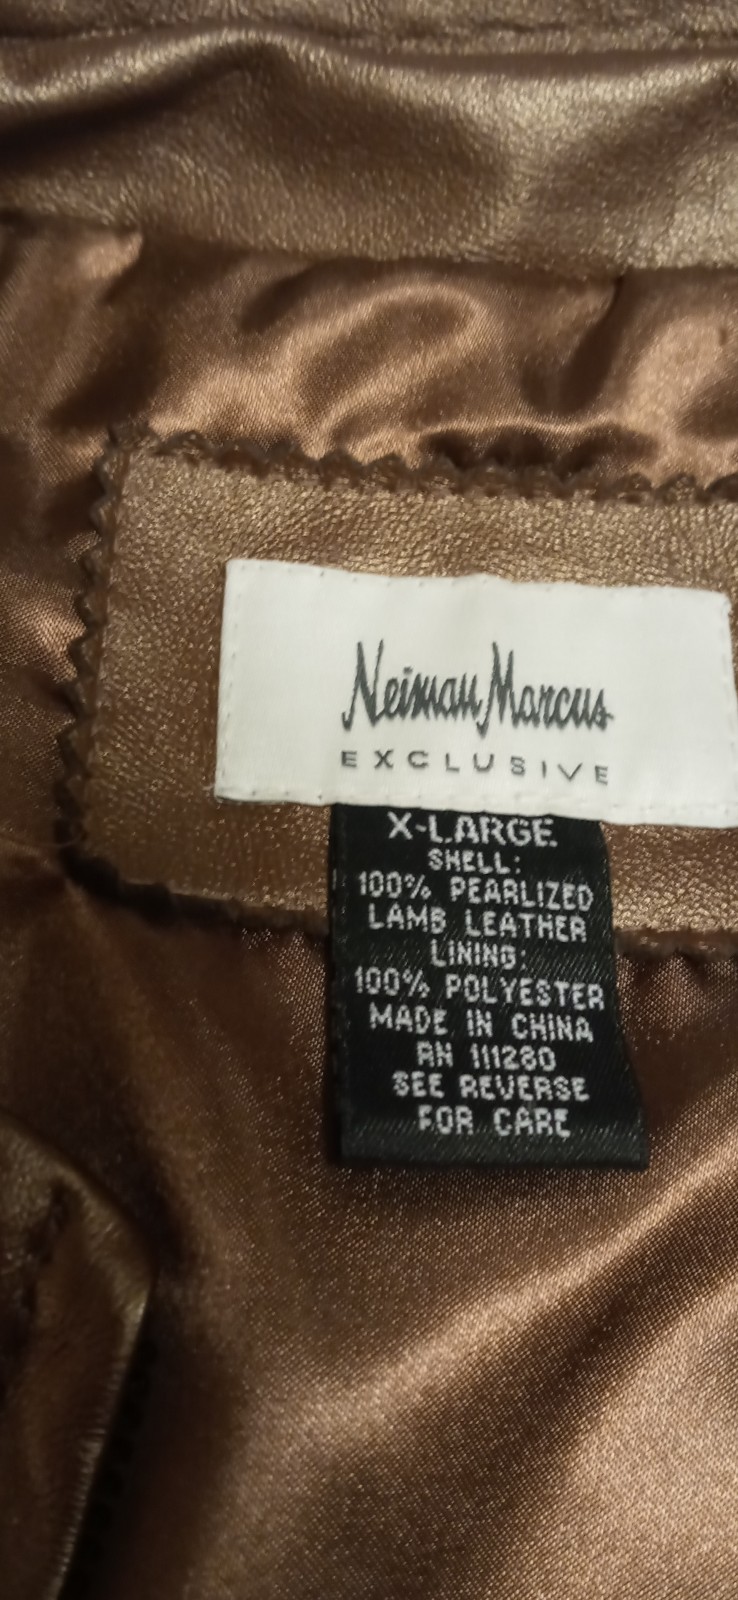 Neiman Marcus
EXCLUSIVE
X-LARGE
SHELL:
100% PEARLIZED
LAMB LEATHER
LINING:
100% POLYESTER
MADE IN CHINA
RN 111280
SEE REVERSE
FOR CARE